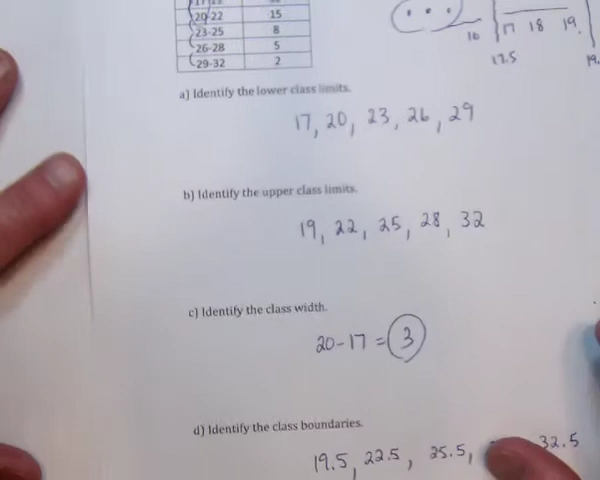 20-22 15
23-25 8
26-28 5
29-32 2
16 17 18 19.
17.5 19.
a) Identify the lower class limits.
17, 20, 23, 26, 29
b) Identify the upper class limits.
19, 22, 25, 28, 32
c) Identify the class width.
20-17 = 3
d) Identify the class boundaries.
19.5, 22.5, 25.5, 32.5